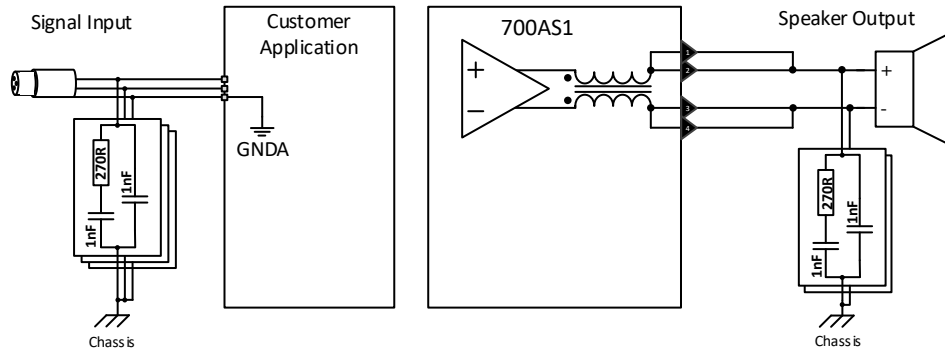 Signal Input
Customer
Application
GNDA
270R
1nF
1nF
Chassis
700AS1
+
−
1
2
3
4
Speaker Output
+
-
270R
1nF
1nF
Chassis